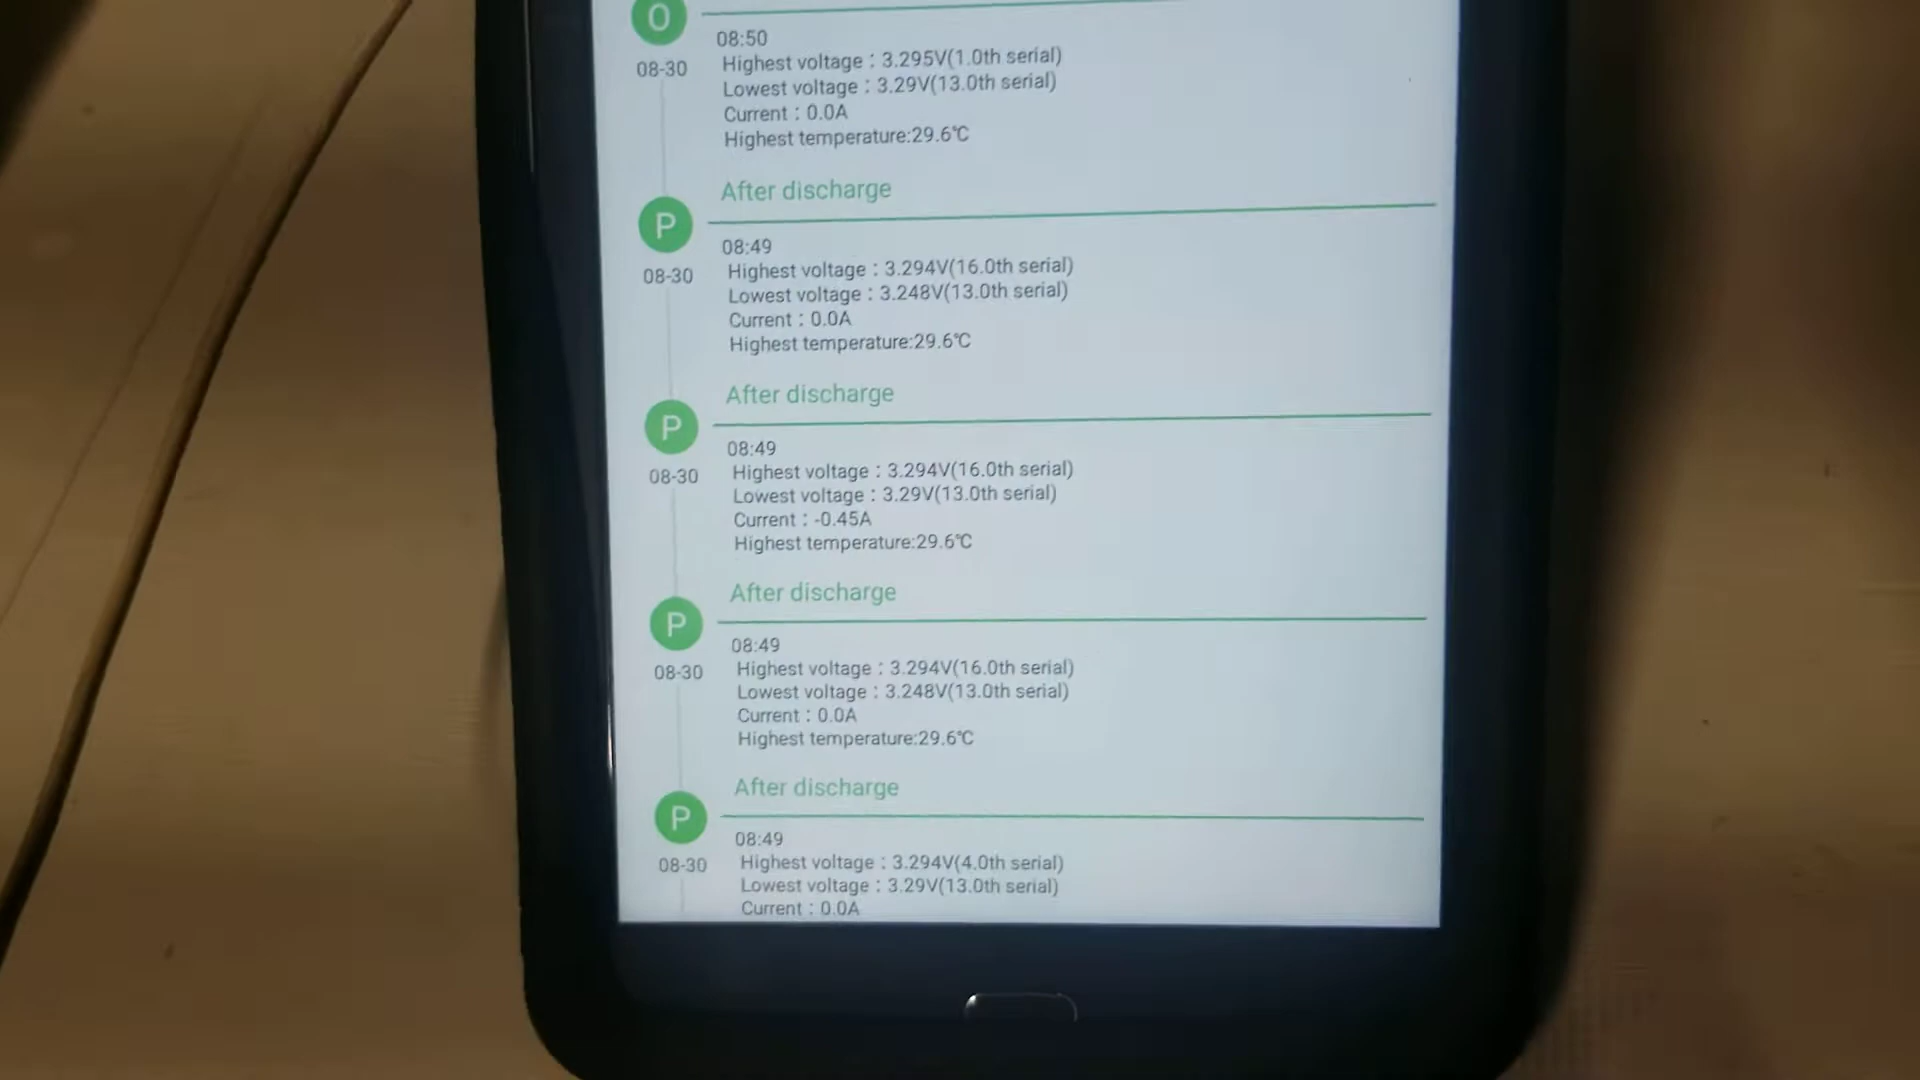 O
08:50
08-30
Highest voltage : 3.295V(1.0th serial)
Lowest voltage : 3.29V(13.0th serial)
Current : 0.0A
Highest temperature:29.6℃
After discharge
P
08:49
08-30
Highest voltage : 3.294V(16.0th serial)
Lowest voltage : 3.248V(13.0th serial)
Current : 0.0A
Highest temperature:29.6℃
After discharge
P
08:49
08-30
Highest voltage : 3.294V(16.0th serial)
Lowest voltage : 3.29V(13.0th serial)
Current : -0.45A
Highest temperature:29.6℃
After discharge
P
08:49
08-30
Highest voltage : 3.294V(16.0th serial)
Lowest voltage : 3.248V(13.0th serial)
Current : 0.0A
Highest temperature:29.6℃
After discharge
P
08:49
08-30
Highest voltage : 3.294V(4.0th serial)
Lowest voltage : 3.29V(13.0th serial)
Current : 0.0A